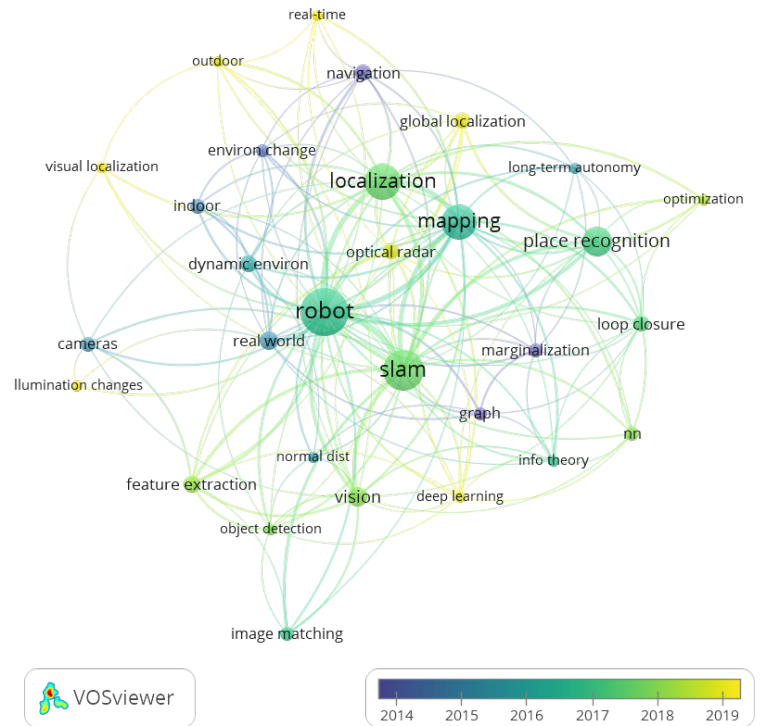 real-time
outdoor
navigation
global localization
environ change
visual localization
long-term autonomy
localization
optimization
indoor
mapping
place recognition
optical radar
dynamic environ
robot
loop closure
real world
cameras
marginalization
slam
llumination changes
graph
nn
normal dist
info theory
feature extraction
vision
deep learning
object detection
image matching
VOSviewer
2014 2015 2016 2017 2018 2019